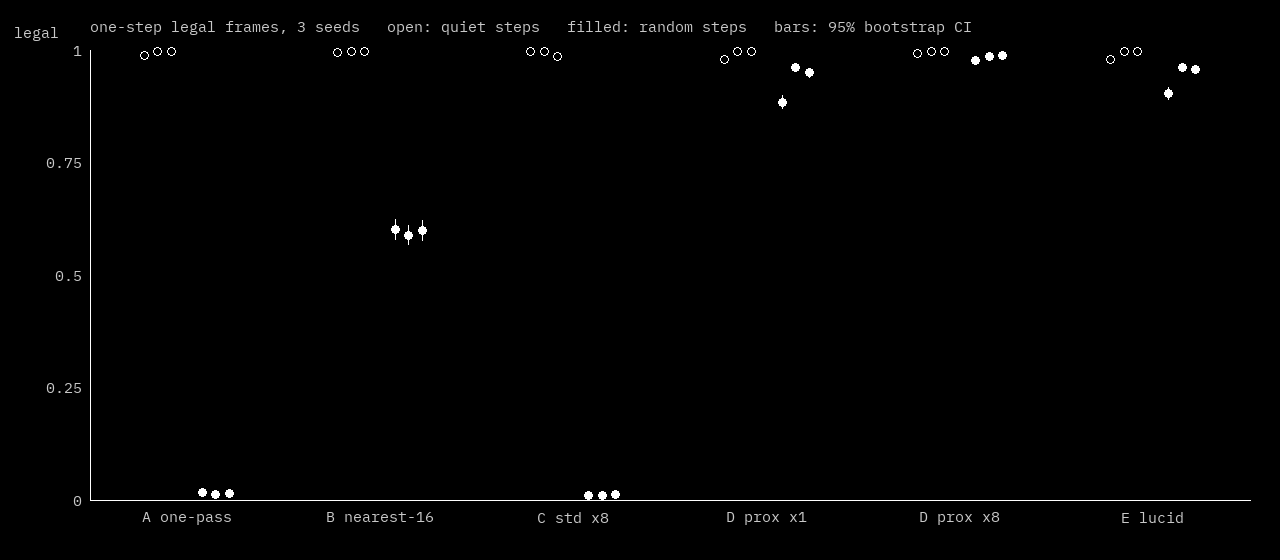 one-step legal frames, 3 seeds   open: quiet steps   filled: random steps   bars: 95% bootstrap CI
legal
1
0.75
0.5
0.25
0
A one-pass   B nearest-16   C std x8   D prox x1   D prox x8   E lucid